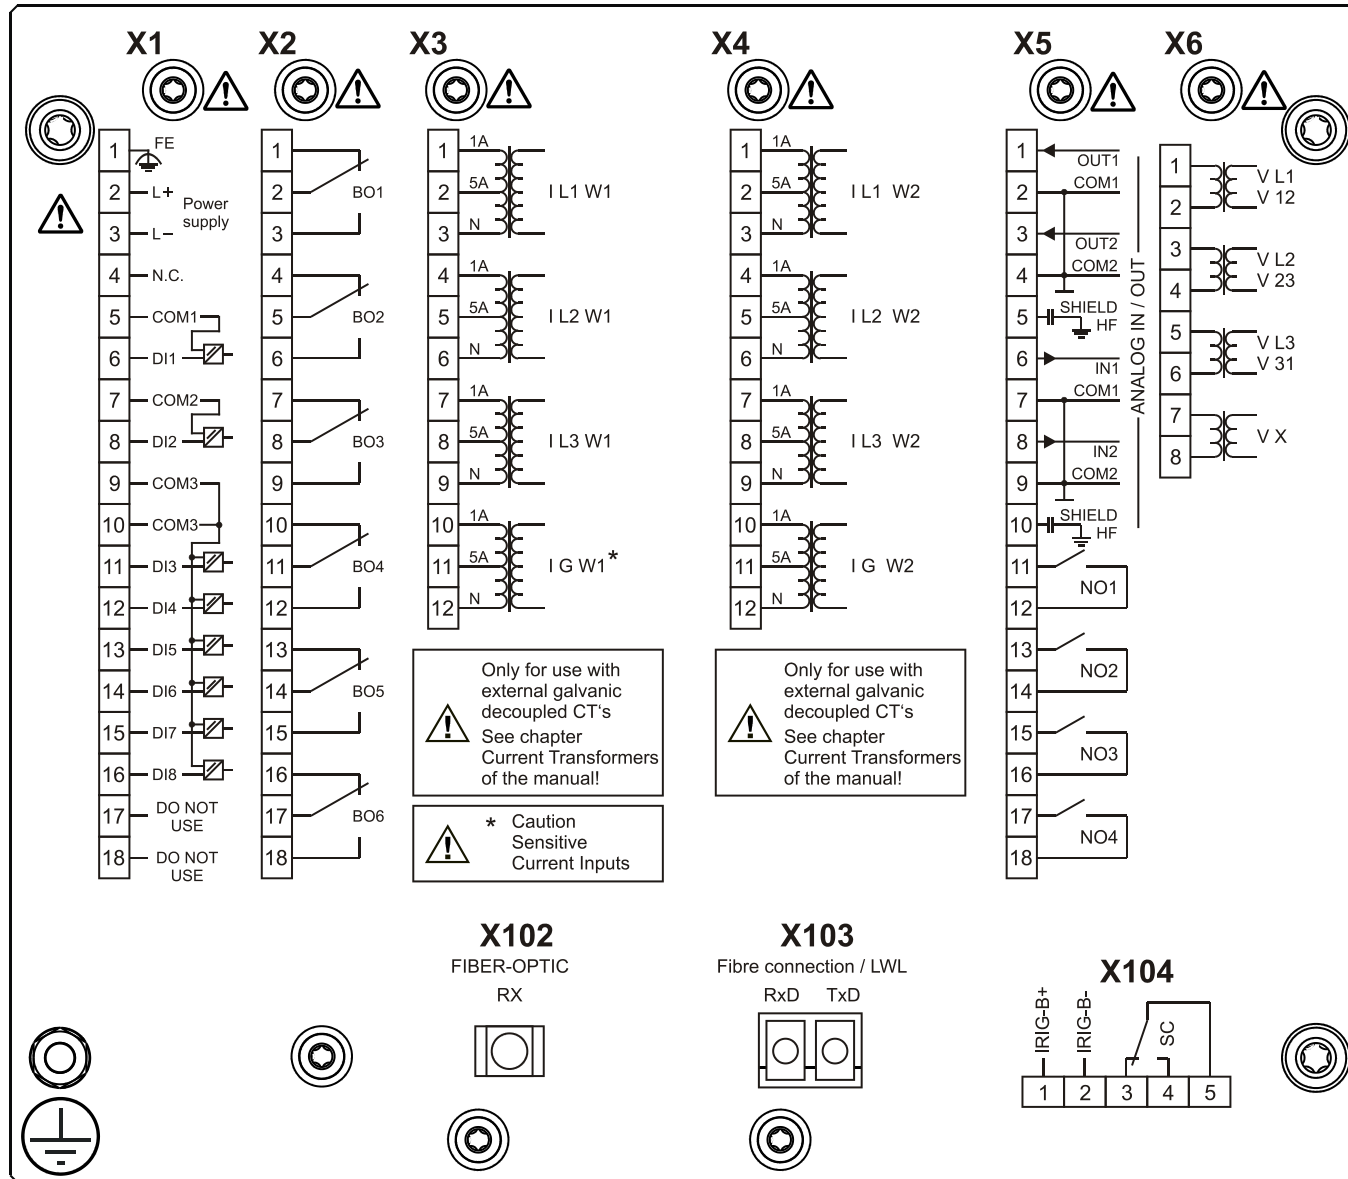 X1
X2
X3
X4
X5
X6
1 FE
2 L+ Power
supply
3 L–
4 N.C.
5 COM1
6 DI1
7 COM2
8 DI2
9 COM3
10 COM3
11 DI3
12 DI4
13 DI5
14 DI6
15 DI7
16 DI8
17 DO NOT
USE
18 DO NOT
USE
1
2 BO1
3
4
5 BO2
6
7
8 BO3
9
10
11 BO4
12
13
14 BO5
15
16
17 BO6
18
1 1A
2 5A I L1 W1
3 N
4 1A
5 5A I L2 W1
6 N
7 1A
8 5A I L3 W1
9 N
10 1A
11 5A I G W1*
12 N
Only for use with
external galvanic
decoupled CT‘s
See chapter
Current Transformers
of the manual!
* Caution
Sensitive
Current Inputs
1 1A
2 5A I L1 W2
3 N
4 1A
5 5A I L2 W2
6 N
7 1A
8 5A I L3 W2
9 N
10 1A
11 5A I G W2
12 N
Only for use with
external galvanic
decoupled CT‘s
See chapter
Current Transformers
of the manual!
1 OUT1
2 COM1
3 OUT2
4 COM2
5 SHIELD
HF
6 IN1
7 COM1
8 IN2
9 COM2
10 SHIELD
HF
ANALOG IN / OUT
11
NO1
12
13
NO2
14
15
NO3
16
17
NO4
18
1 V L1
2 V 12
3 V L2
4 V 23
5 V L3
6 V 31
7
V X
8
X102
FIBER-OPTIC
RX
X103
Fibre connection / LWL
RxD TxD
X104
IRIG-B+
IRIG-B-
SC
1 2 3 4 5